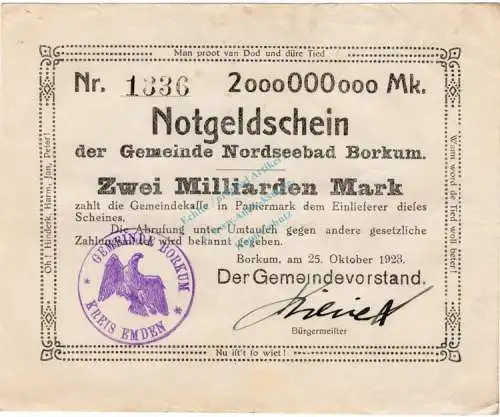 Man proot van Dod und düre Tied
Nr. 1336 2000000000 Mk.
Notgeldschein
der Gemeinde Nordseebad Borkum.
Zwei Milliarden Mark
zahlt die Gemeindekasse in Papiermark dem Einlieferer dieses
Scheines.
Die Abrufung unter Umtausch gegen andere gesetzliche
Zahlungsmittel wird bekannt gegeben.
Borkum, am 25. Oktober 1923.
Der Gemeindevorstand.
Bürgermeister
Nu is't to wiet!
Oh! Hinderk, Harm, Jan, Peter!
Wann word de Tied woll beter!
* GEMEINDE BORKUM *
KREIS EMDEN